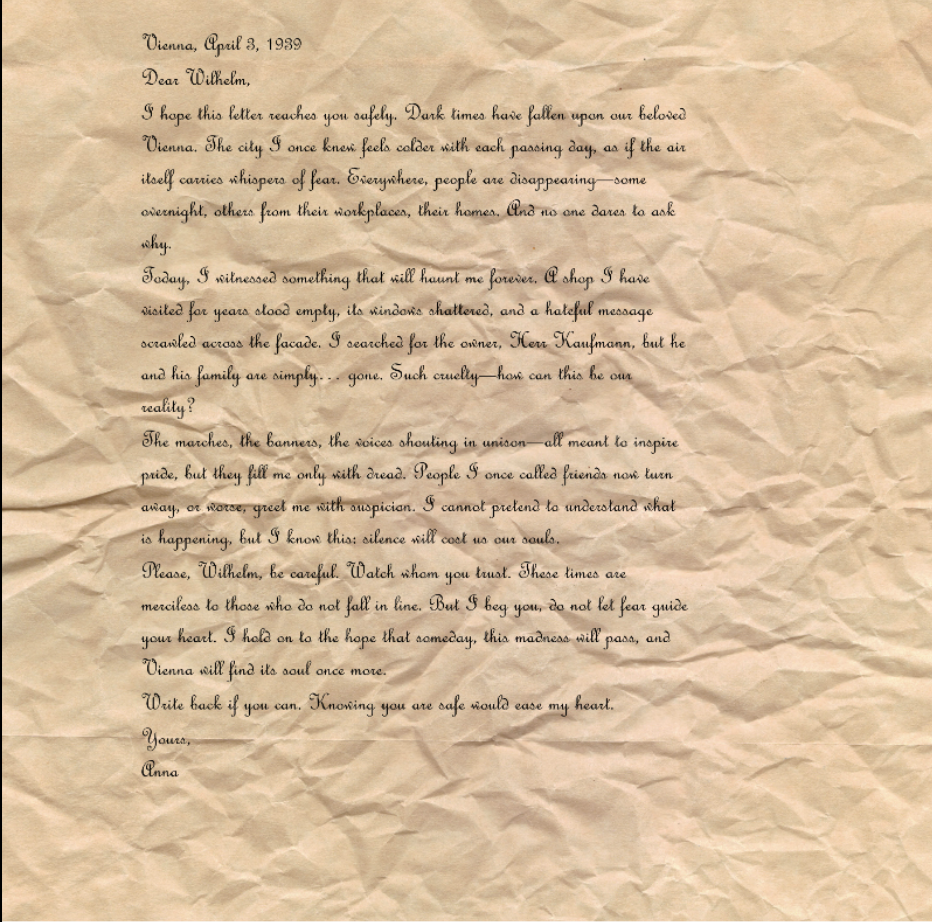 Vienna, April 3, 1939
Dear Wilhelm,
I hope this letter reaches you safely. Dark times have fallen upon our beloved
Vienna. The city I once knew feels colder with each passing day, as if the air
itself carries whispers of fear. Everywhere, people are disappearing—some
overnight, others from their workplaces, their homes. And no one dares to ask
why.
Today, I witnessed something that will haunt me forever. A shop I have
visited for years stood empty, its windows shattered, and a hateful message
scrawled across the facade. I searched for the owner, Herr Kaufmann, but he
and his family are simply... gone. Such cruelty—how can this be our
reality?
The marches, the banners, the voices shouting in unison—all meant to inspire
pride, but they fill me only with dread. People I once called friends now turn
away, or worse, greet me with suspicion. I cannot pretend to understand what
is happening, but I know this: silence will cost us our souls.
Please, Wilhelm, be careful. Watch whom you trust. These times are
merciless to those who do not fall in line. But I beg you, do not let fear guide
your heart. I hold on to the hope that someday, this madness will pass, and
Vienna will find its soul once more.
Write back if you can. Knowing you are safe would ease my heart.
Yours,
Anna